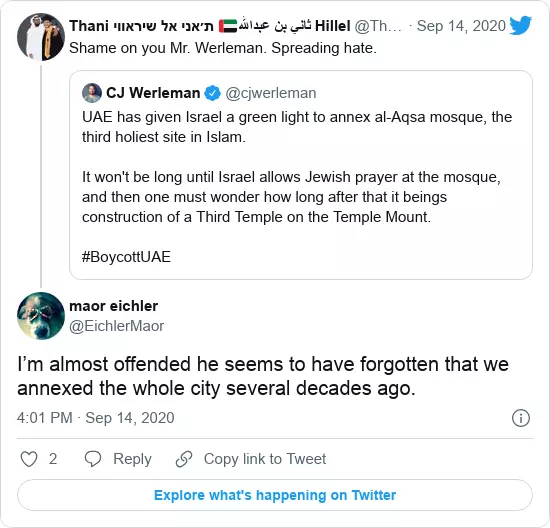 Thani ת׳אני אל שיראווי 🇦🇪ثاني بن عبدالله Hillel @Th... · Sep 14, 2020
Shame on you Mr. Werleman. Spreading hate.
CJ Werleman @cjwerleman
UAE has given Israel a green light to annex al-Aqsa mosque, the
third holiest site in Islam.
It won't be long until Israel allows Jewish prayer at the mosque,
and then one must wonder how long after that it beings
construction of a Third Temple on the Temple Mount.
#BoycottUAE
maor eichler
@EichlerMaor
I’m almost offended he seems to have forgotten that we
annexed the whole city several decades ago.
4:01 PM · Sep 14, 2020
2 Reply Copy link to Tweet
Explore what's happening on Twitter